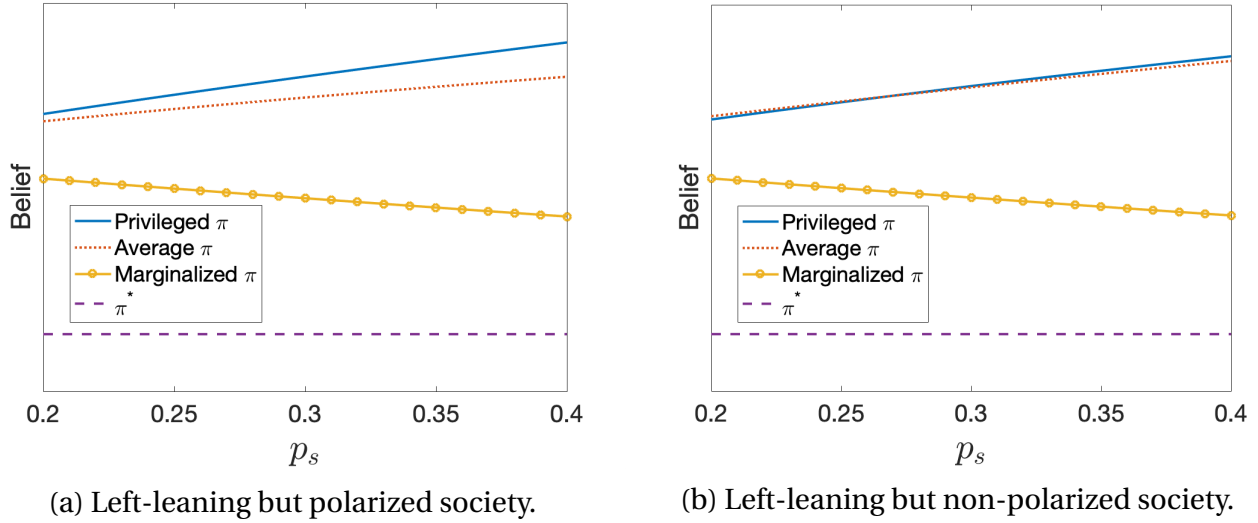 Belief
Privileged π
Average π
Marginalized π
π*
0.2 0.25 0.3 0.35 0.4
p_s
(a) Left-leaning but polarized society.
Belief
Privileged π
Average π
Marginalized π
π*
0.2 0.25 0.3 0.35 0.4
p_s
(b) Left-leaning but non-polarized society.